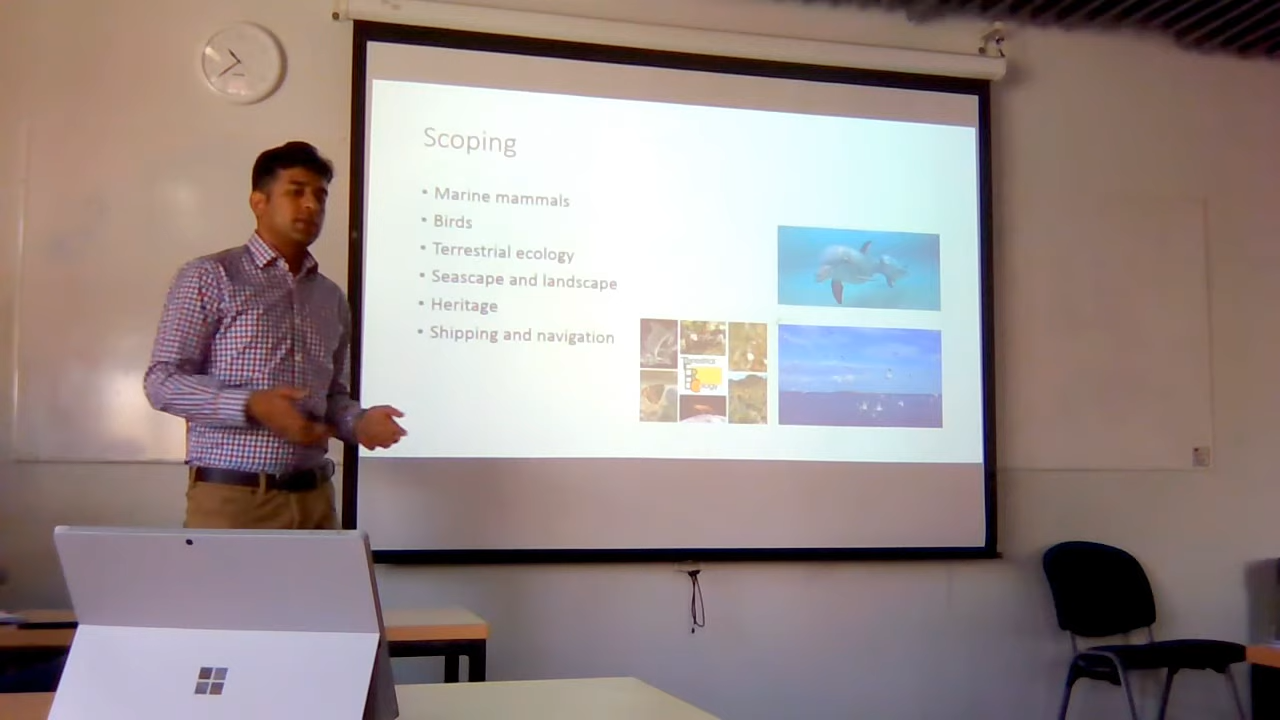 Scoping
• Marine mammals
• Birds
• Terrestrial ecology
• Seascape and landscape
• Heritage
• Shipping and navigation